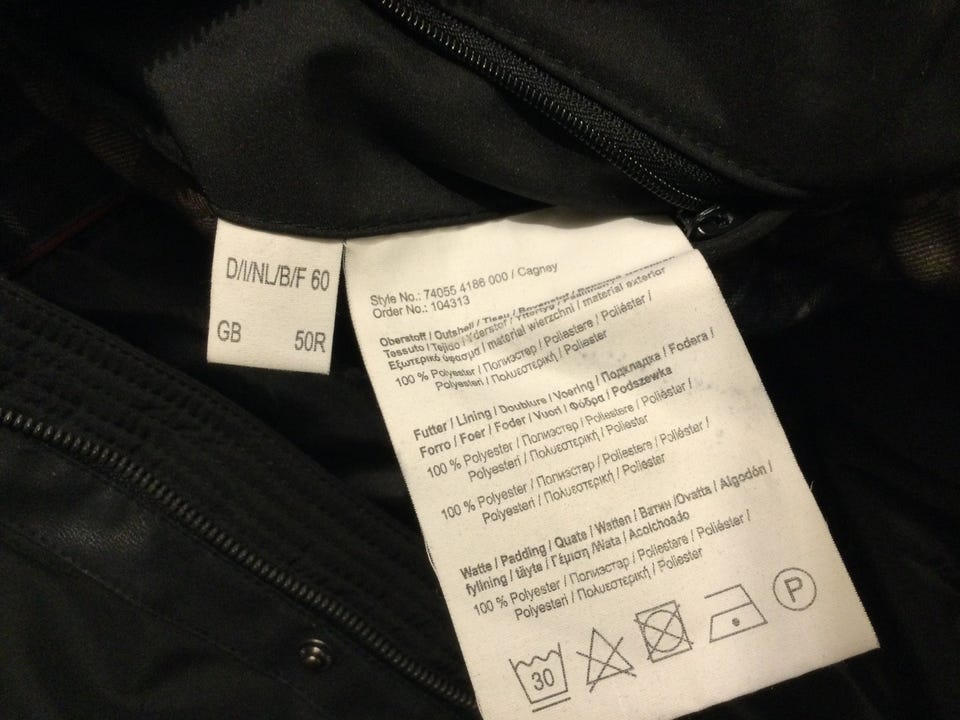 D/I/NL/B/F 60
GB 50R
Style No.: 74055 4186 000 / Cagney
Order No.: 104313
Oberstoff / Outshell / Tissu /
Tessuto / Tejido / Yderstof / material exterior
Εξωτερικό ύφασμα / material wierzchni /
100 % Polyester / Полиэстер / Poliestere / Poliéster /
Polyesteri / Πολυεστερική / Poliester
Futter / Lining / Doublure / Voering / Подкладка / Fodera /
Forro / Foer / Foder / Vuori / Φόδρα / Podszewka
100 % Polyester / Полиэстер / Poliestere / Poliéster /
Polyesteri / Πολυεστερική / Poliester
100 % Polyester / Полиэстер / Poliestere / Poliéster /
Polyesteri / Πολυεστερική / Poliester
Watte / Padding / Quate / Watten / Ватин /Ovatta / Algodón /
fyllning / täyte / Γέμιση /Wata / Acolchoado
100 % Polyester / Полиэстер / Poliestere / Poliéster /
Polyesteri / Πολυεστερική / Poliester
30
P